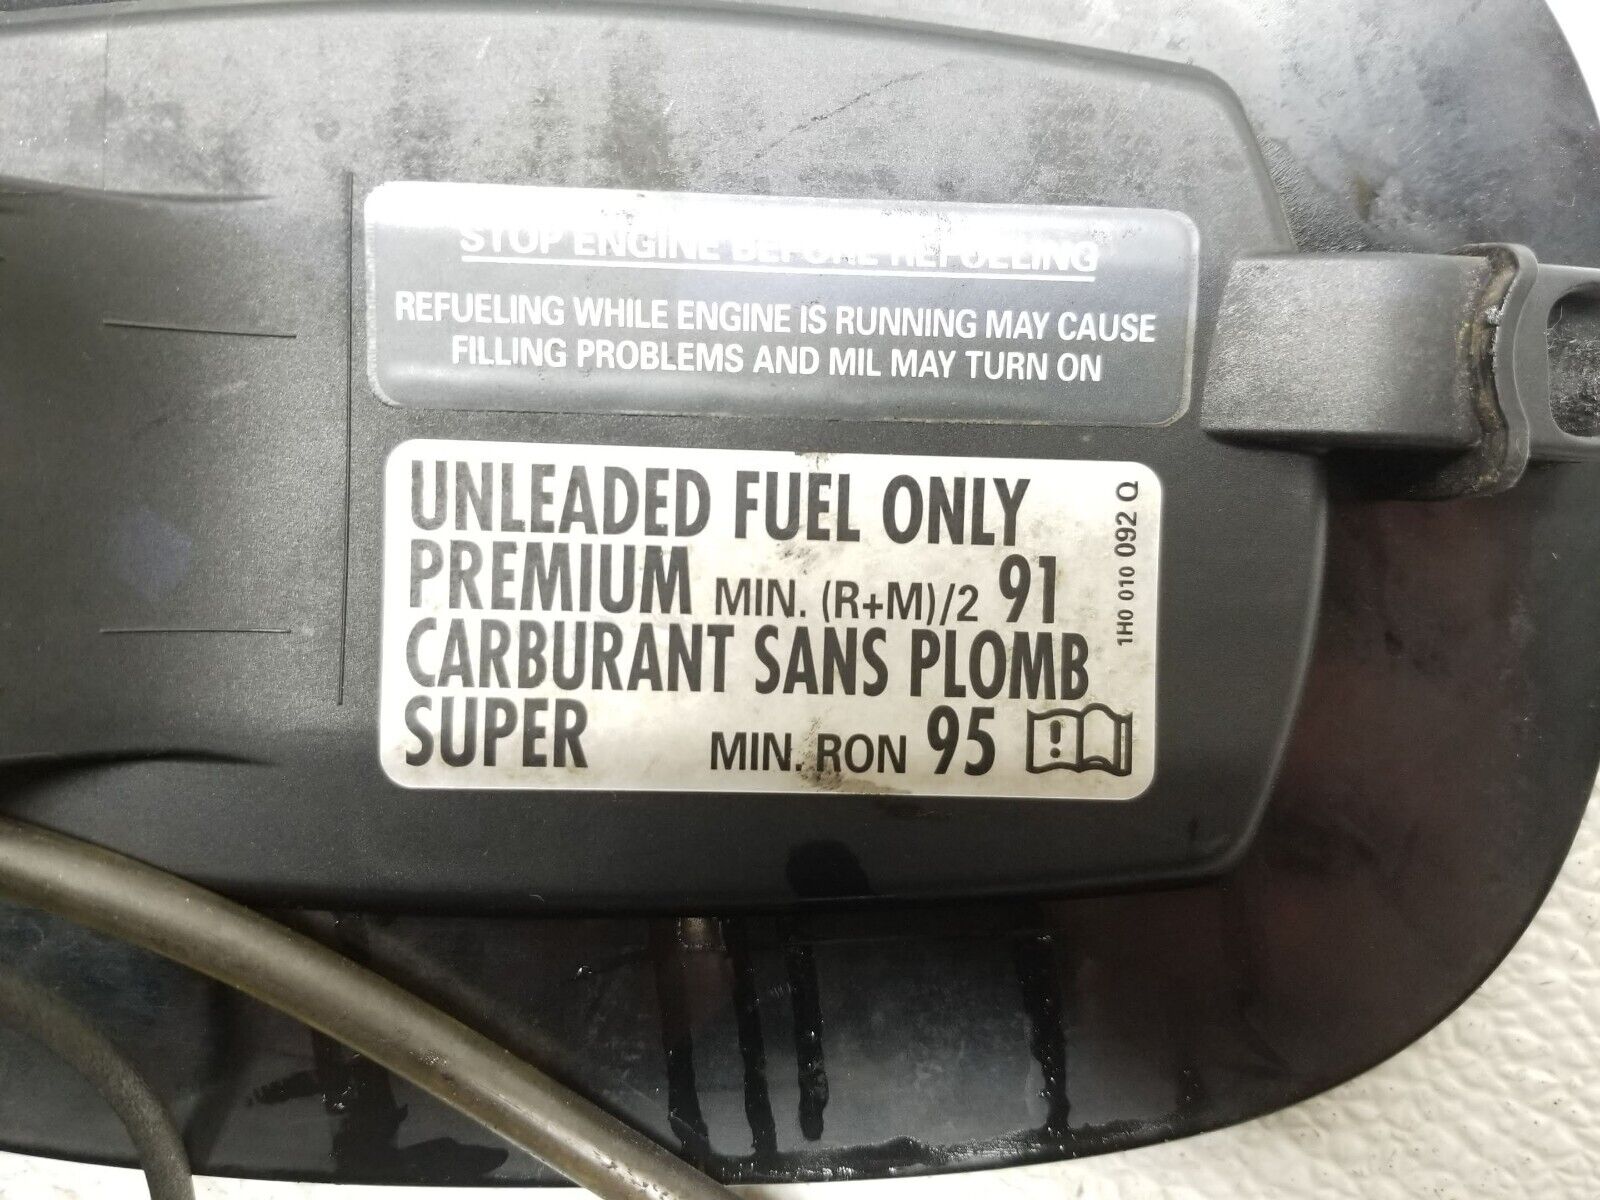 STOP ENGINE BEFORE REFUELING
REFUELING WHILE ENGINE IS RUNNING MAY CAUSE
FILLING PROBLEMS AND MIL MAY TURN ON
UNLEADED FUEL ONLY
PREMIUM MIN. (R+M)/2 91
CARBURANT SANS PLOMB
SUPER MIN. RON 95
1H0 010 092 Q